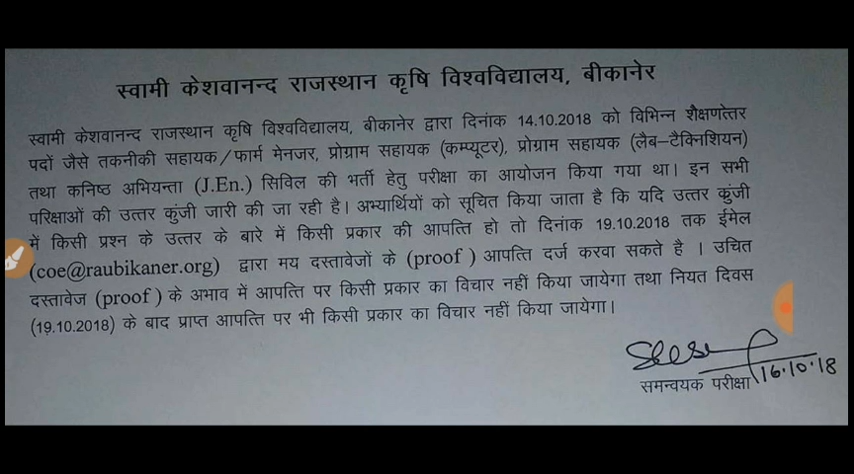 स्वामी केशवानन्द राजस्थान कृषि विश्वविद्यालय, बीकानेर
स्वामी केशवानन्द राजस्थान कृषि विश्वविद्यालय, बीकानेर द्वारा दिनांक 14.10.2018 को विभिन्न शैक्षणत्तेर
पदों जैसे तकनीकी सहायक/फार्म मेनजर, प्रोग्राम सहायक (कम्प्यूटर), प्रोग्राम सहायक (लैब-टैक्निशियन)
तथा कनिष्ठ अभियन्ता (J.En.) सिविल की भर्ती हेतु परीक्षा का आयोजन किया गया था। इन सभी
परिक्षाओं की उत्तर कुंजी जारी की जा रही है। अभ्यार्थियों को सूचित किया जाता है कि यदि उत्तर कुंजी
में किसी प्रश्न के उत्तर के बारे में किसी प्रकार की आपत्ति हो तो दिनांक 19.10.2018 तक ईमेल
(coe@raubikaner.org) द्वारा मय दस्तावेजों के (proof ) आपत्ति दर्ज करवा सकते है । उचित
दस्तावेज (proof ) के अभाव में आपत्ति पर किसी प्रकार का विचार नहीं किया जायेगा तथा नियत दिवस
(19.10.2018) के बाद प्राप्त आपत्ति पर भी किसी प्रकार का विचार नहीं किया जायेगा।
समन्वयक परीक्षा 16.10.18